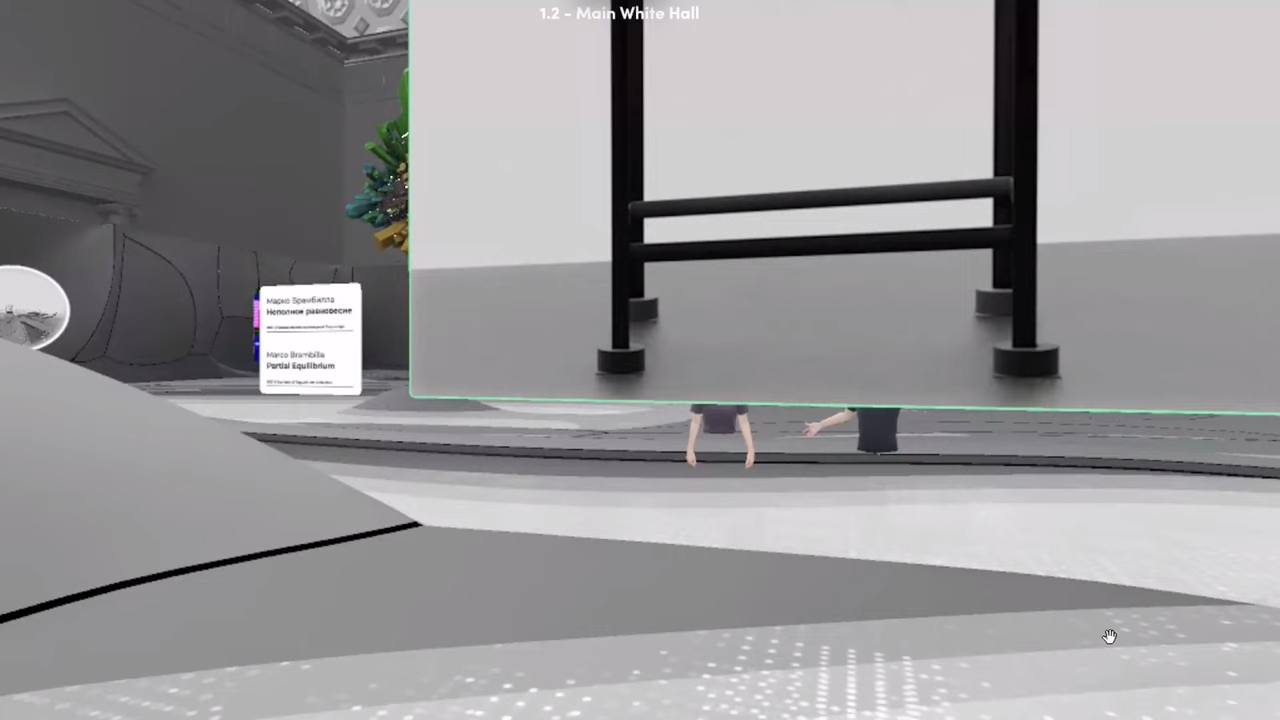 1.2 - Main White Hall
Марко Брамбилла
Неполное равновесие
Marco Brambilla
Partial Equilibrium